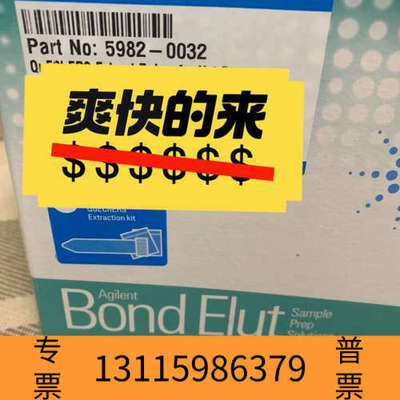 Part No: 5982-0032
爽快的来
$$$$$$
Extraction kit
Agilent
Bond Elut
Sample
Prep
Solutions
专票
13115986379
普票